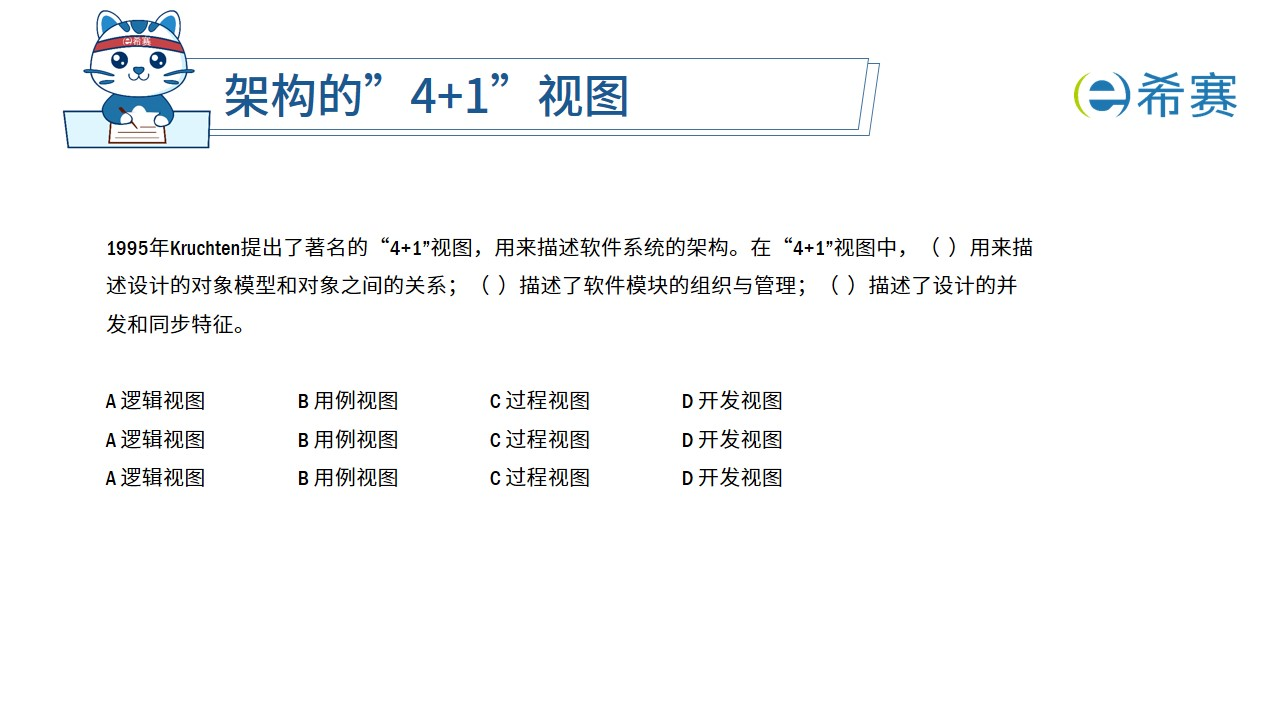 希赛
架构的”4+1”视图
希赛
1995年Kruchten提出了著名的“4+1”视图，用来描述软件系统的架构。在“4+1”视图中，（ ）用来描
述设计的对象模型和对象之间的关系；（ ）描述了软件模块的组织与管理；（ ）描述了设计的并
发和同步特征。
A 逻辑视图 B 用例视图 C 过程视图 D 开发视图
A 逻辑视图 B 用例视图 C 过程视图 D 开发视图
A 逻辑视图 B 用例视图 C 过程视图 D 开发视图